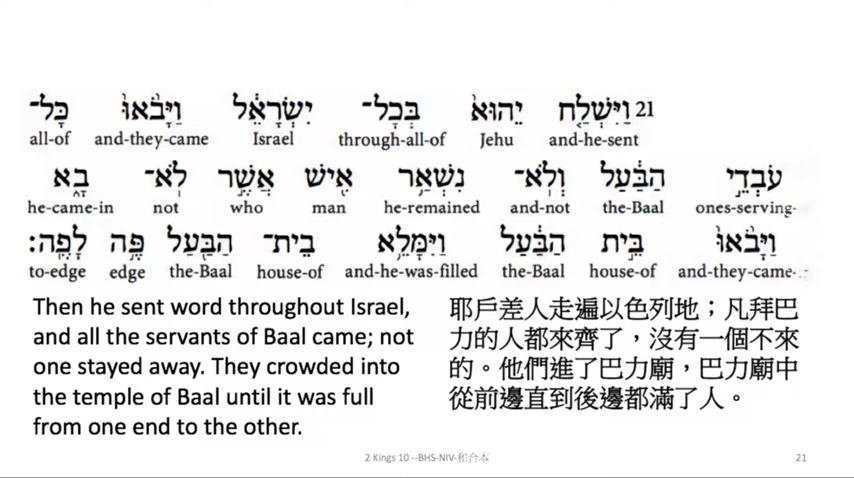 21 וַיִּשְׁלַ֤ח יֵהוּא֙ בְּכָל־ יִשְׂרָאֵ֔ל וַיָּבֹ֙אוּ֙ כָּל־
all-of and-they-came Israel through-all-of Jehu and-he-sent
עֹבְדֵ֣י הַבַּ֔עַל וְלֹֽא־ נִשְׁאַ֥ר אִ֖ישׁ אֲשֶׁ֣ר לֹֽא־ בָ֑א
he-came-in not who man he-remained and-not the-Baal ones-serving-
וַיָּבֹ֙אוּ֙ בֵּ֣ית הַבַּ֔עַל וַיִּמָּלֵ֥א בֵית־ הַבַּ֖עַל פֶּ֥ה לָפֶֽה׃
to-edge edge the-Baal house-of and-he-was-filled the-Baal house-of and-they-came-
Then he sent word throughout Israel,
and all the servants of Baal came; not
one stayed away. They crowded into
the temple of Baal until it was full
from one end to the other.
耶戶差人走遍以色列地；凡拜巴
力的人都來齊了，沒有一個不來
的。他們進了巴力廟，巴力廟中
從前邊直到後邊都滿了人。
2 Kings 10 --BHS-NIV-和合本
21